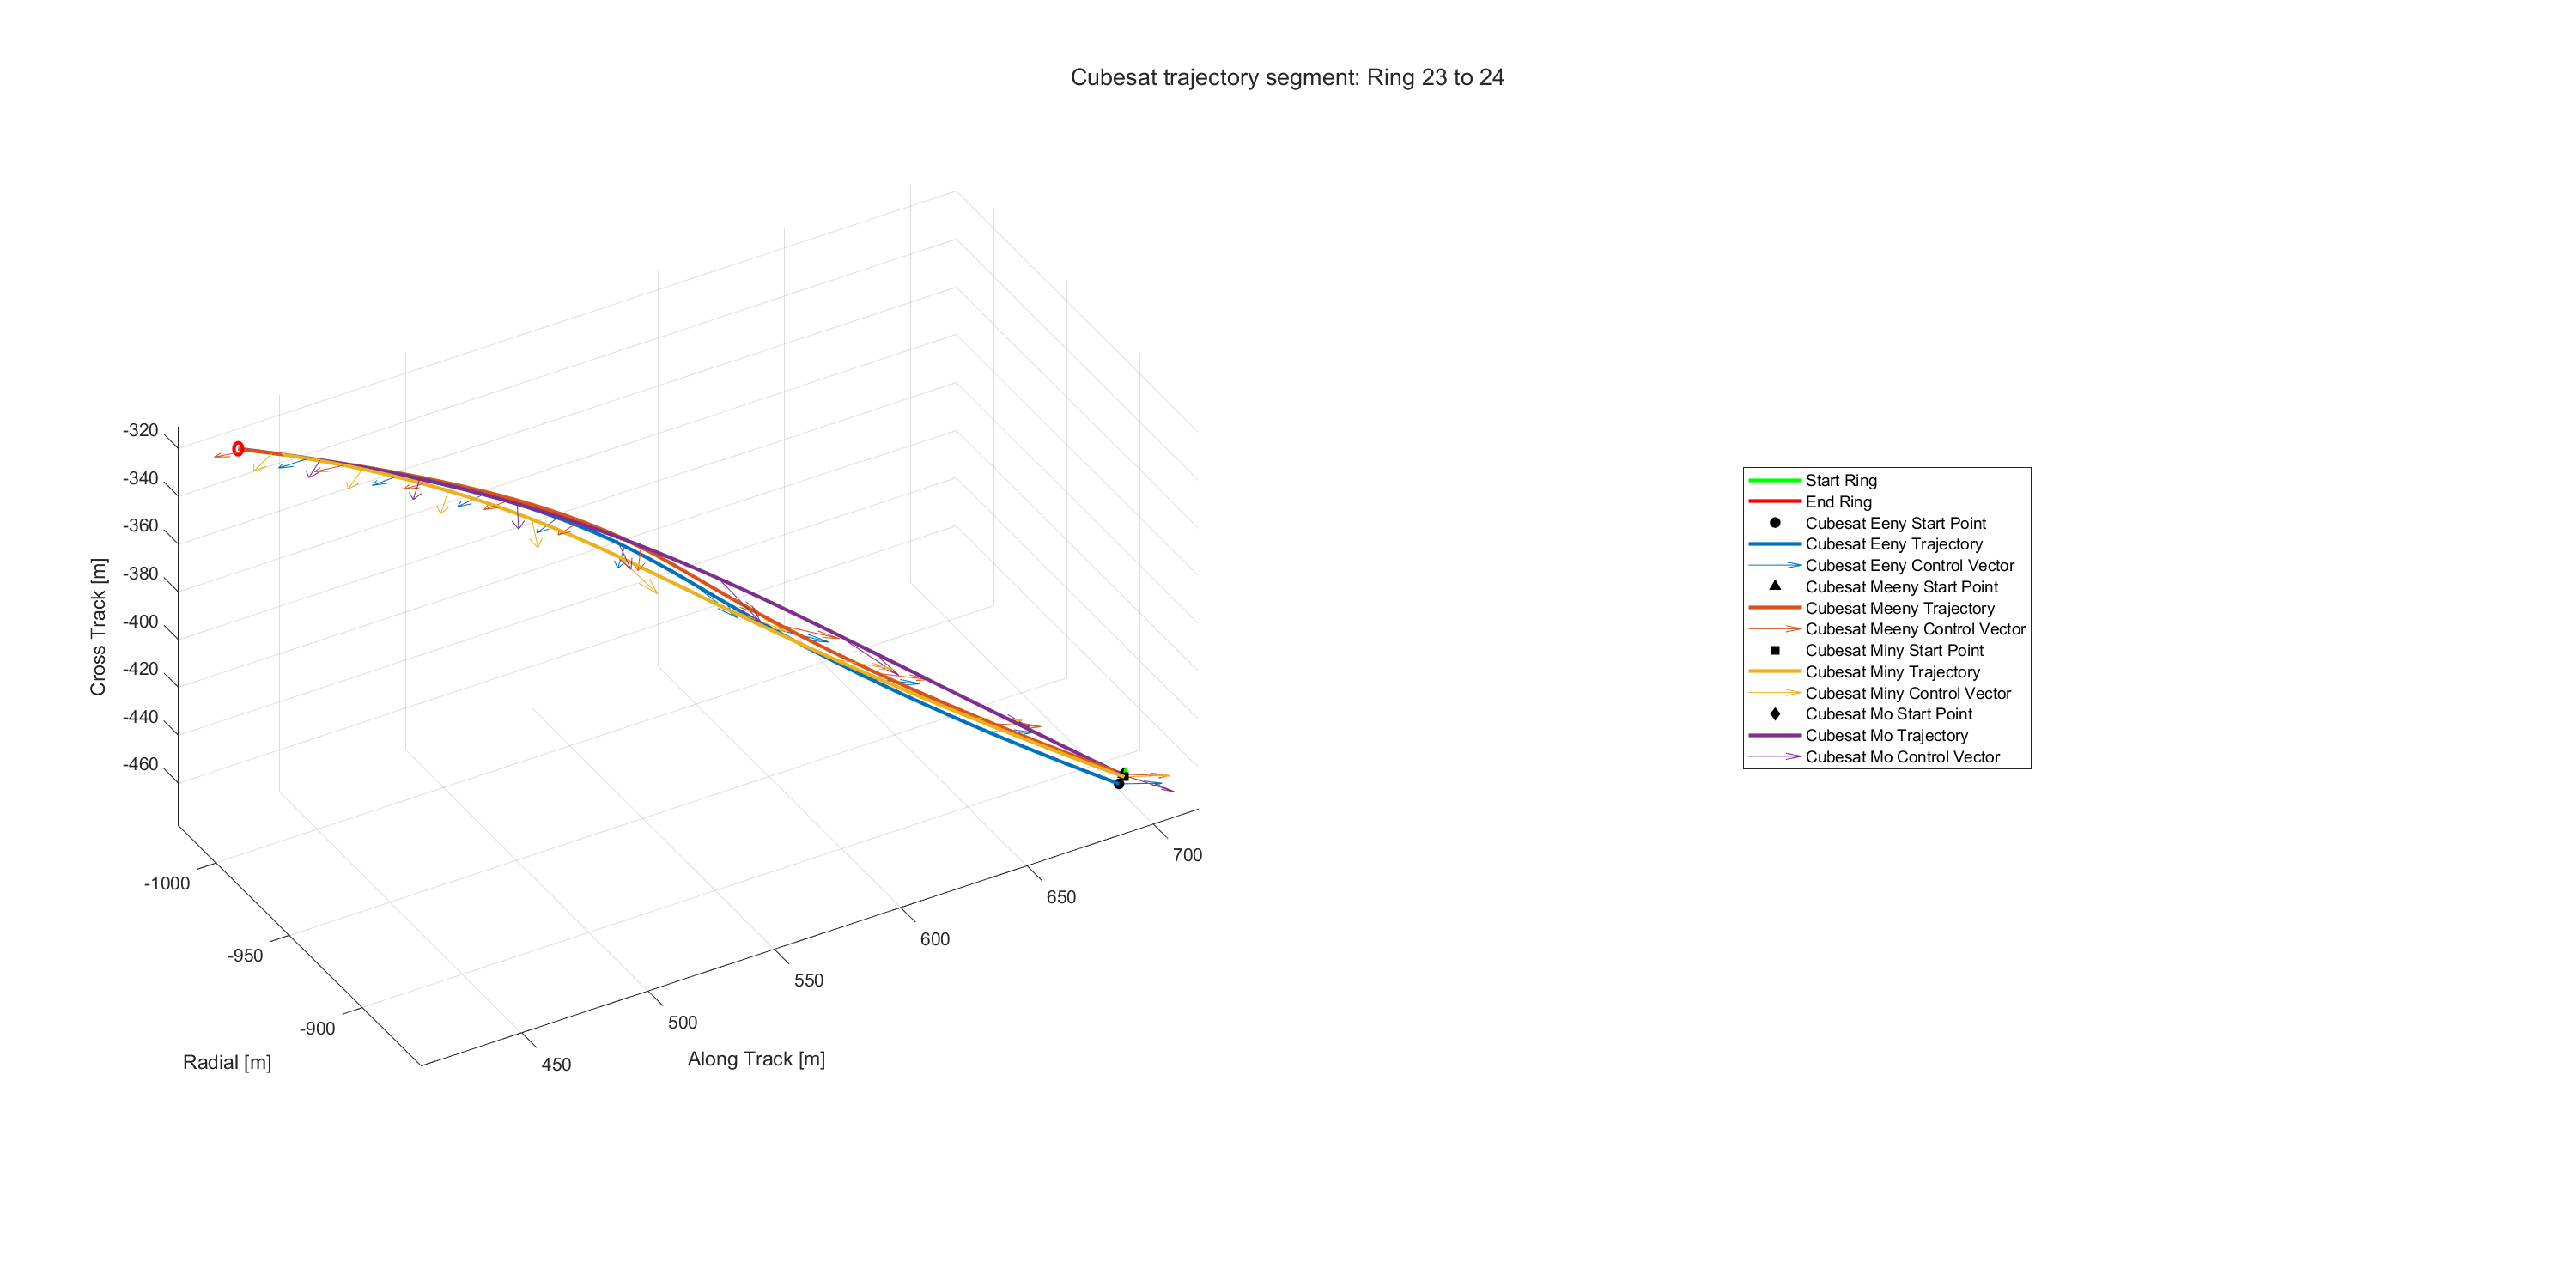 Cubesat trajectory segment: Ring 23 to 24
-320
-340
-360
-380
-400
-420
-440
-460
Cross Track [m]
-1000
-950
-900
Radial [m]
450
500
550
600
650
700
Along Track [m]
Start Ring
End Ring
Cubesat Eeny Start Point
Cubesat Eeny Trajectory
Cubesat Eeny Control Vector
Cubesat Meeny Start Point
Cubesat Meeny Trajectory
Cubesat Meeny Control Vector
Cubesat Miny Start Point
Cubesat Miny Trajectory
Cubesat Miny Control Vector
Cubesat Mo Start Point
Cubesat Mo Trajectory
Cubesat Mo Control Vector